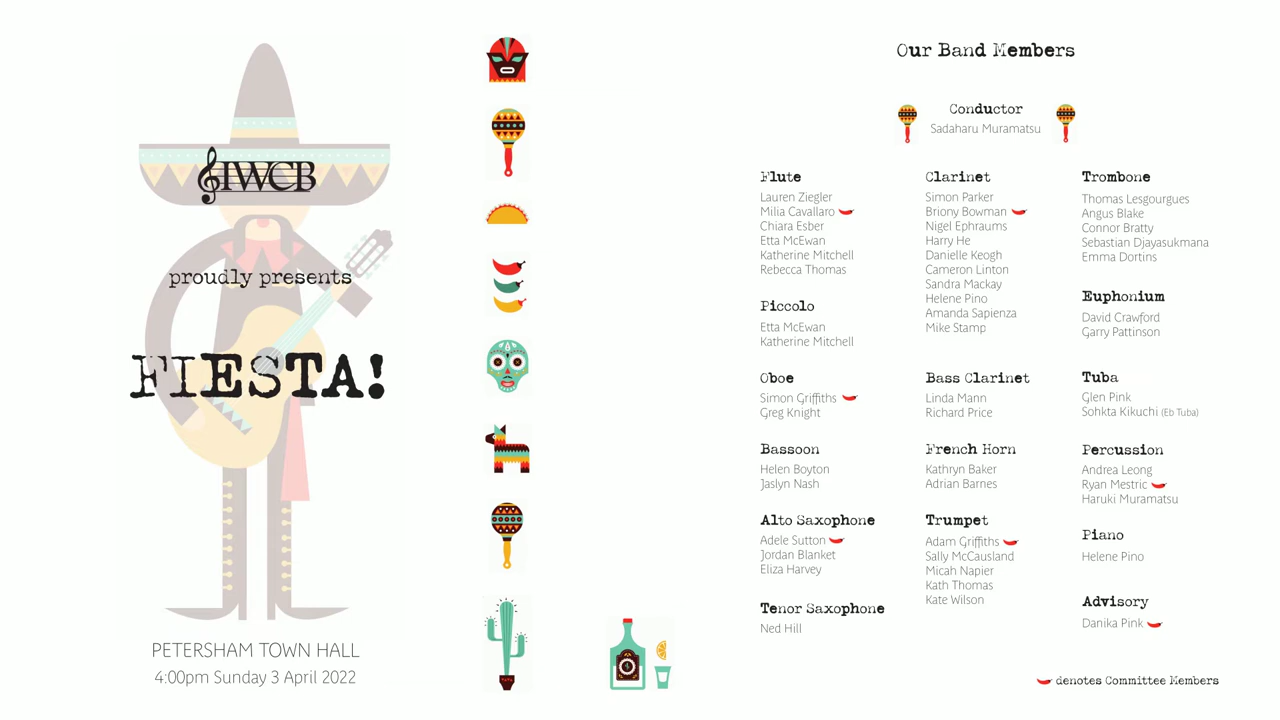 IWCB
proudly presents
FIESTA!
PETERSHAM TOWN HALL
4:00pm Sunday 3 April 2022
Our Band Members
Conductor
Sadaharu Muramatsu
Flute
Lauren Ziegler
Milia Cavallaro
Chiara Esber
Etta McEwan
Katherine Mitchell
Rebecca Thomas
Piccolo
Etta McEwan
Katherine Mitchell
Oboe
Simon Griffiths
Greg Knight
Bassoon
Helen Boyton
Jaslyn Nash
Alto Saxophone
Adele Sutton
Jordan Blanket
Eliza Harvey
Tenor Saxophone
Ned Hill
Clarinet
Simon Parker
Briony Bowman
Nigel Ephraums
Harry He
Danielle Keogh
Cameron Linton
Sandra Mackay
Helene Pino
Amanda Sapienza
Mike Stamp
Bass Clarinet
Linda Mann
Richard Price
French Horn
Kathryn Baker
Adrian Barnes
Trumpet
Adam Griffiths
Sally McCausland
Micah Napier
Kath Thomas
Kate Wilson
Trombone
Thomas Lesgourgues
Angus Blake
Connor Bratty
Sebastian Djayasukmana
Emma Dortins
Euphonium
David Crawford
Garry Pattinson
Tuba
Glen Pink
Sohkta Kikuchi (Eb Tuba)
Percussion
Andrea Leong
Ryan Mestric
Haruki Muramatsu
Piano
Helene Pino
Advisory
Danika Pink
denotes Committee Members